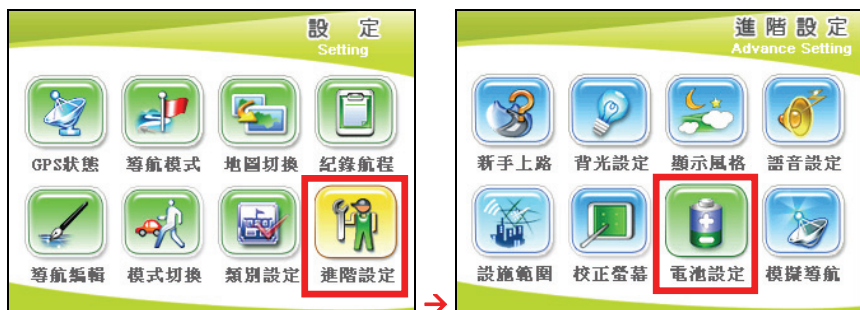 設 定
Setting
GPS狀態 導航模式 地圖切換 紀錄航程
導航編輯 模式切換 類別設定 進階設定
→
進 階 設 定
Advance Setting
新手上路 背光設定 顯示風格 語音設定
設施範圍 校正螢幕 電池設定 模擬導航